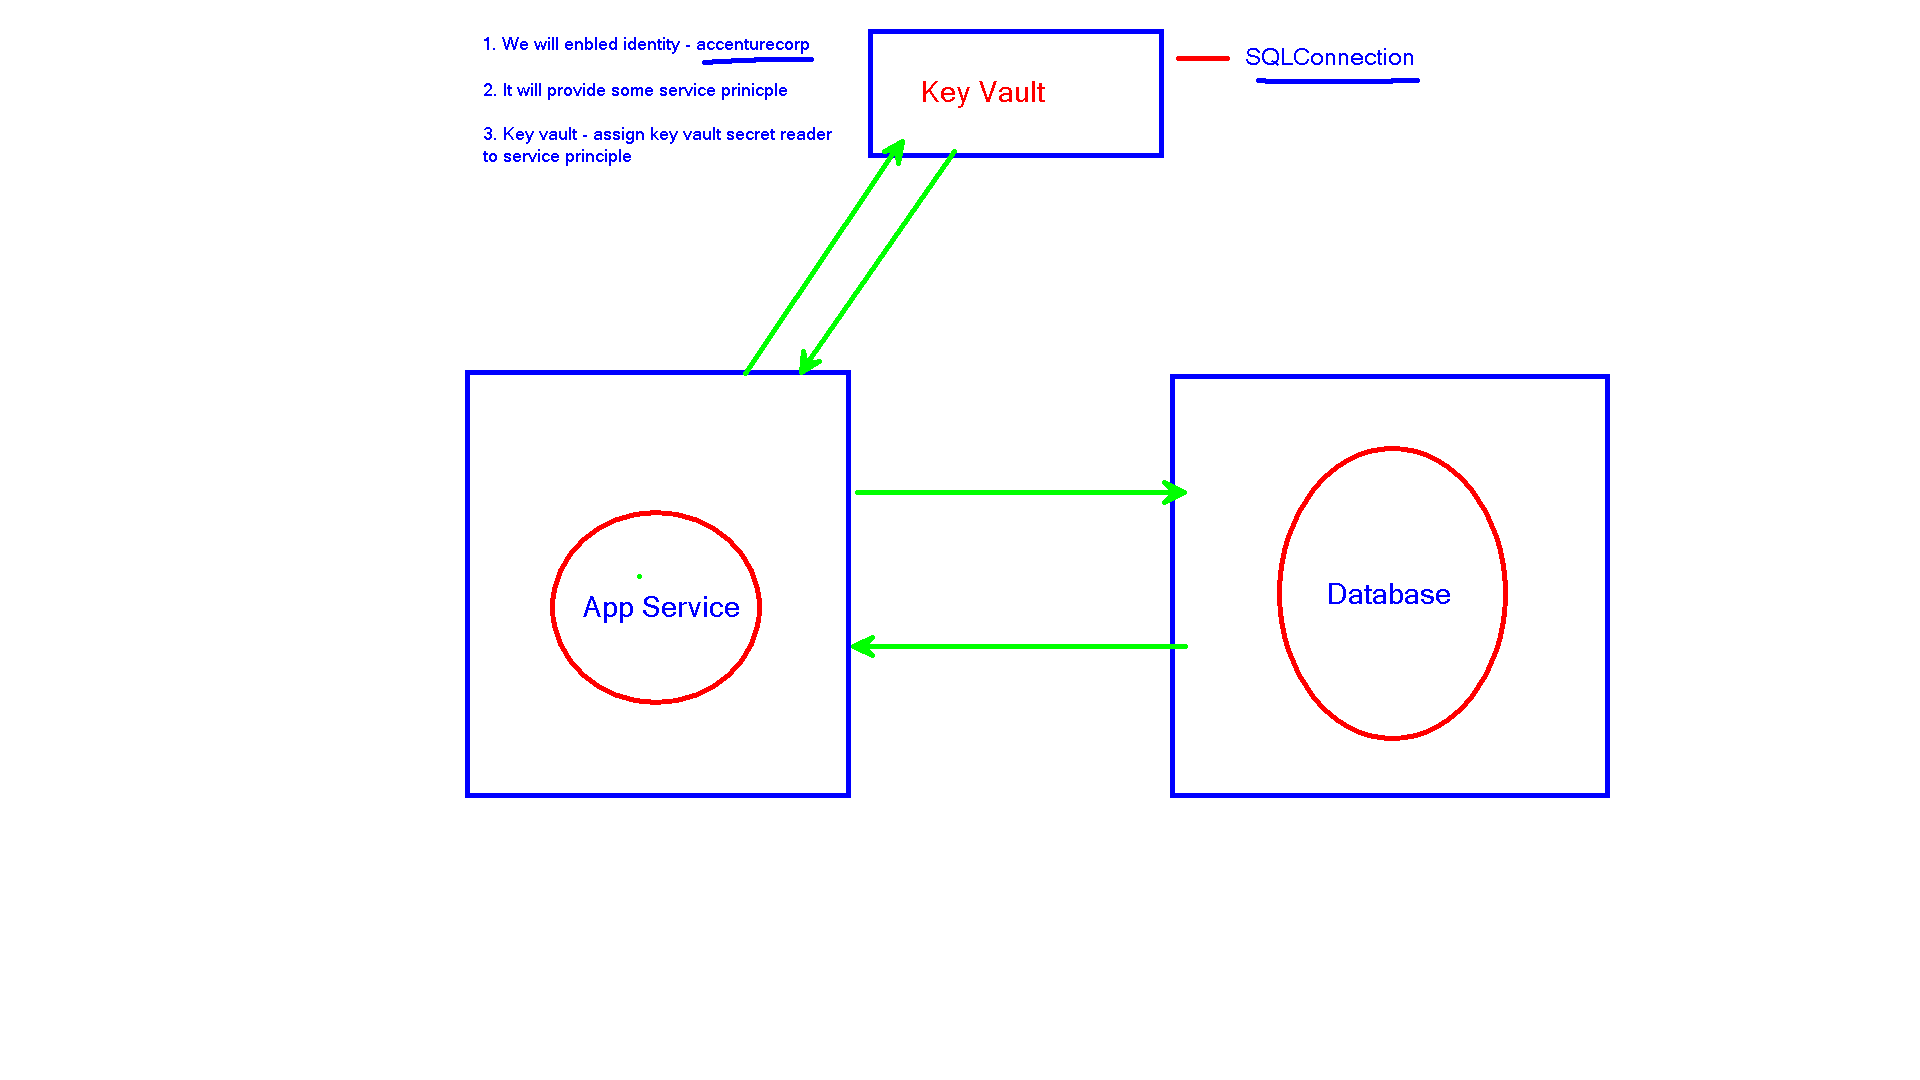 1. We will enbled identity - accenturecorp
2. It will provide some service prinicple
3. Key vault - assign key vault secret reader
to service principle
Key Vault
SQLConnection
App Service
Database